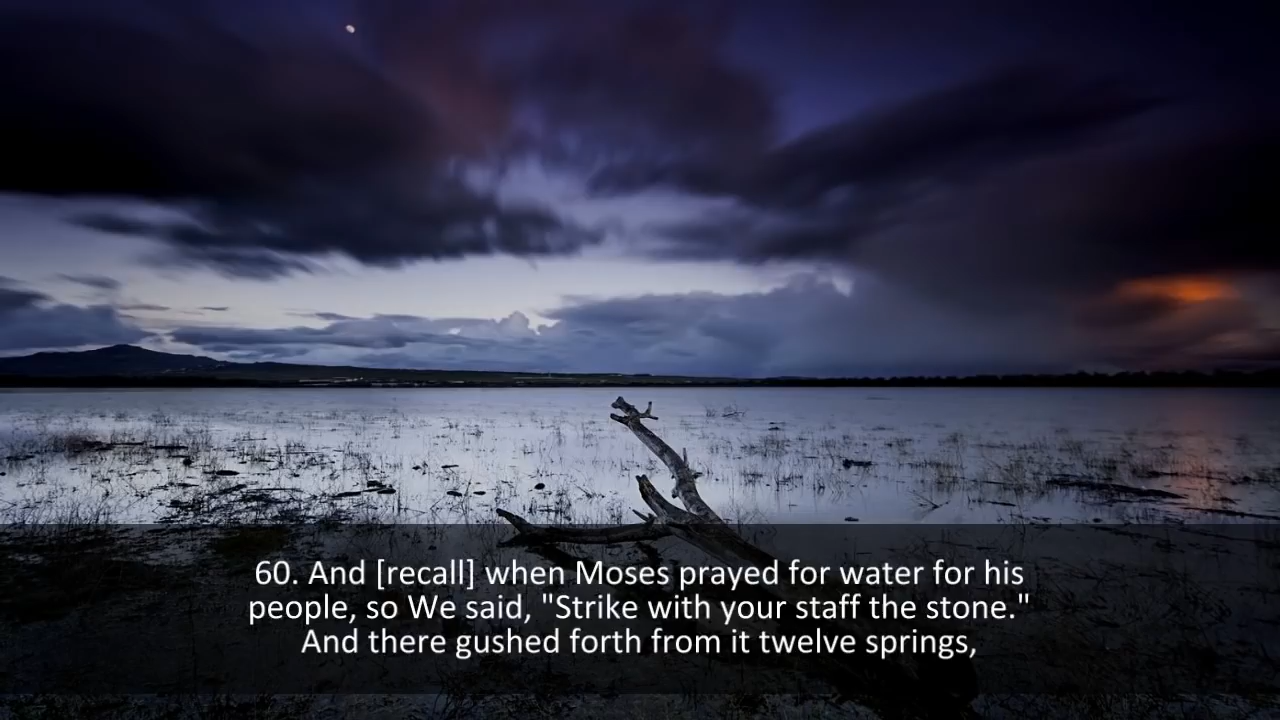 60. And [recall] when Moses prayed for water for his
people, so We said, "Strike with your staff the stone."
And there gushed forth from it twelve springs,